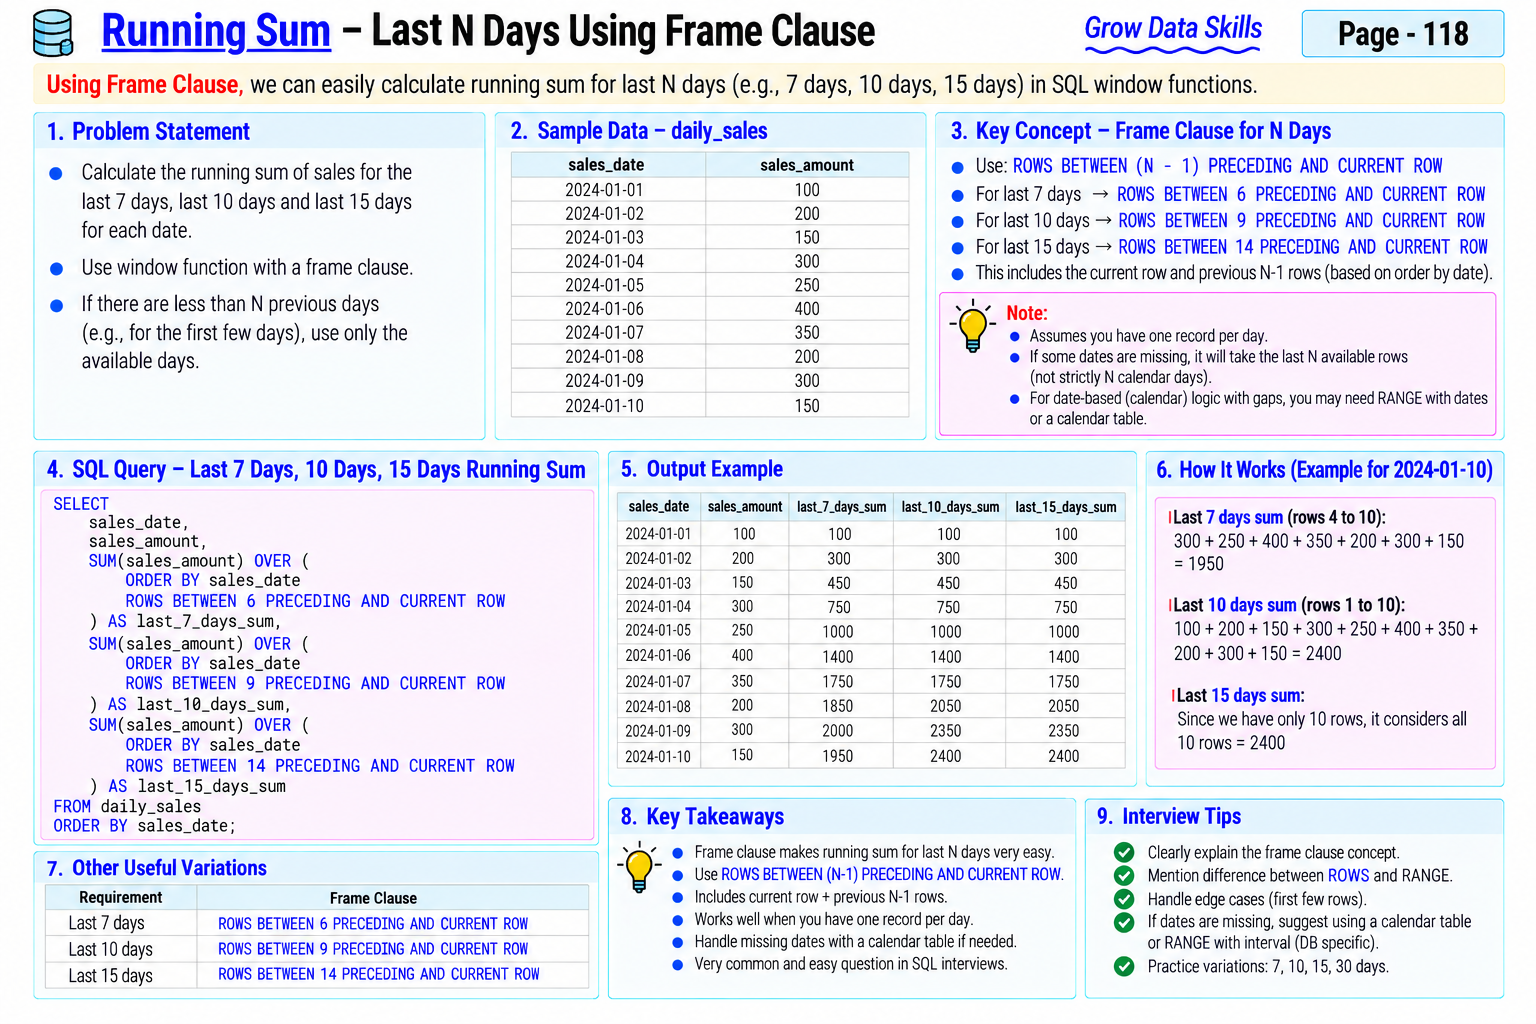 Running Sum – Last N Days Using Frame Clause
Grow Data Skills
Page - 118
Using Frame Clause, we can easily calculate running sum for last N days (e.g., 7 days, 10 days, 15 days) in SQL window functions.
1. Problem Statement
Calculate the running sum of sales for the
last 7 days, last 10 days and last 15 days
for each date.
Use window function with a frame clause.
If there are less than N previous days
(e.g., for the first few days), use only the
available days.
2. Sample Data – daily_sales
sales_date sales_amount
2024-01-01 100
2024-01-02 200
2024-01-03 150
2024-01-04 300
2024-01-05 250
2024-01-06 400
2024-01-07 350
2024-01-08 200
2024-01-09 300
2024-01-10 150
3. Key Concept – Frame Clause for N Days
Use: ROWS BETWEEN (N - 1) PRECEDING AND CURRENT ROW
For last 7 days → ROWS BETWEEN 6 PRECEDING AND CURRENT ROW
For last 10 days → ROWS BETWEEN 9 PRECEDING AND CURRENT ROW
For last 15 days → ROWS BETWEEN 14 PRECEDING AND CURRENT ROW
This includes the current row and previous N-1 rows (based on order by date).
Note:
Assumes you have one record per day.
If some dates are missing, it will take the last N available rows
(not strictly N calendar days).
For date-based (calendar) logic with gaps, you may need RANGE with dates
or a calendar table.
4. SQL Query – Last 7 Days, 10 Days, 15 Days Running Sum
SELECT
sales_date,
sales_amount,
SUM(sales_amount) OVER (
ORDER BY sales_date
ROWS BETWEEN 6 PRECEDING AND CURRENT ROW
) AS last_7_days_sum,
SUM(sales_amount) OVER (
ORDER BY sales_date
ROWS BETWEEN 9 PRECEDING AND CURRENT ROW
) AS last_10_days_sum,
SUM(sales_amount) OVER (
ORDER BY sales_date
ROWS BETWEEN 14 PRECEDING AND CURRENT ROW
) AS last_15_days_sum
FROM daily_sales
ORDER BY sales_date;
5. Output Example
sales_date sales_amount last_7_days_sum last_10_days_sum last_15_days_sum
2024-01-01 100 100 100 100
2024-01-02 200 300 300 300
2024-01-03 150 450 450 450
2024-01-04 300 750 750 750
2024-01-05 250 1000 1000 1000
2024-01-06 400 1400 1400 1400
2024-01-07 350 1750 1750 1750
2024-01-08 200 1850 2050 2050
2024-01-09 300 2000 2350 2350
2024-01-10 150 1950 2400 2400
6. How It Works (Example for 2024-01-10)
Last 7 days sum (rows 4 to 10):
300 + 250 + 400 + 350 + 200 + 300 + 150
= 1950
Last 10 days sum (rows 1 to 10):
100 + 200 + 150 + 300 + 250 + 400 + 350 +
200 + 300 + 150 = 2400
Last 15 days sum:
Since we have only 10 rows, it considers all
10 rows = 2400
7. Other Useful Variations
Requirement Frame Clause
Last 7 days ROWS BETWEEN 6 PRECEDING AND CURRENT ROW
Last 10 days ROWS BETWEEN 9 PRECEDING AND CURRENT ROW
Last 15 days ROWS BETWEEN 14 PRECEDING AND CURRENT ROW
8. Key Takeaways
Frame clause makes running sum for last N days very easy.
Use ROWS BETWEEN (N-1) PRECEDING AND CURRENT ROW.
Includes current row + previous N-1 rows.
Works well when you have one record per day.
Handle missing dates with a calendar table if needed.
Very common and easy question in SQL interviews.
9. Interview Tips
Clearly explain the frame clause concept.
Mention difference between ROWS and RANGE.
Handle edge cases (first few rows).
If dates are missing, suggest using a calendar table
or RANGE with interval (DB specific).
Practice variations: 7, 10, 15, 30 days.